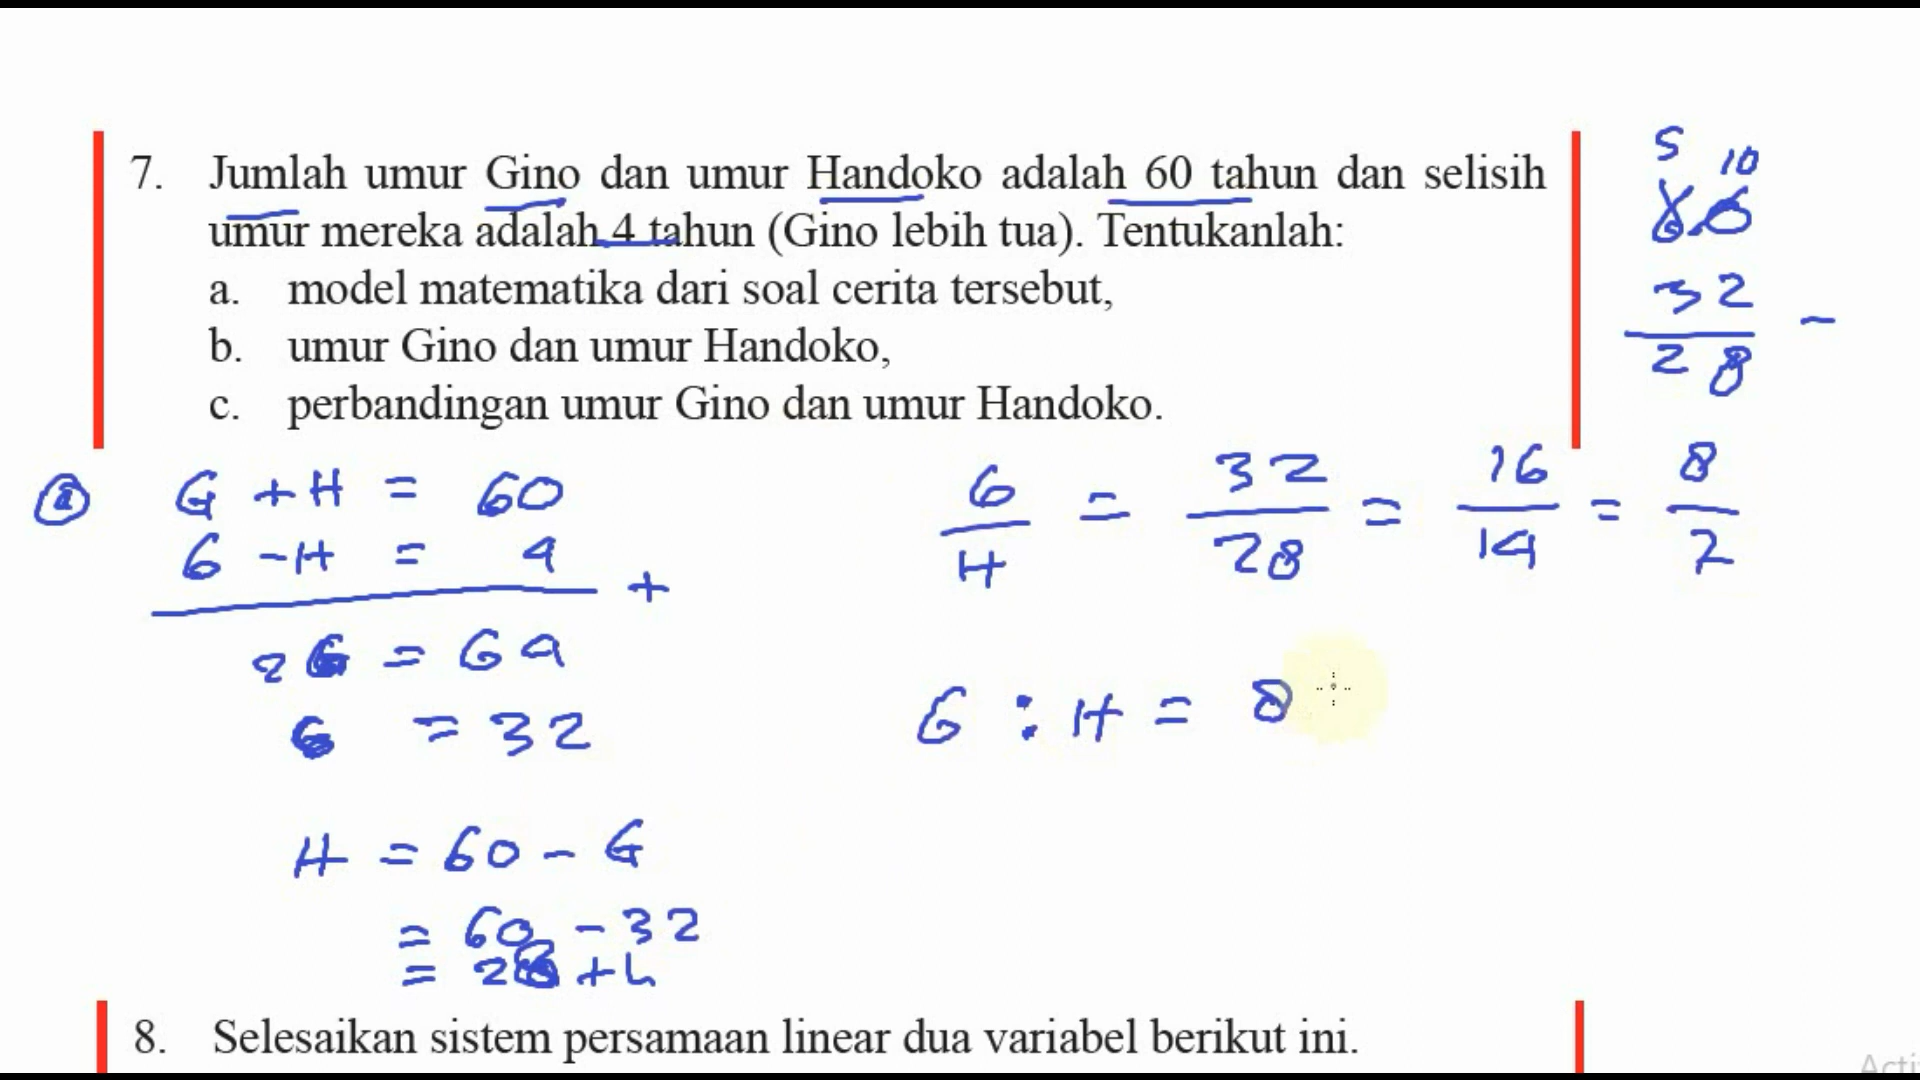 7. Jumlah umur Gino dan umur Handoko adalah 60 tahun dan selisih
umur mereka adalah 4 tahun (Gino lebih tua). Tentukanlah:
a. model matematika dari soal cerita tersebut,
b. umur Gino dan umur Handoko,
c. perbandingan umur Gino dan umur Handoko.
5 10
60
32 -
28
a G + H = 60
G - H = 4
+
2G = 64
G = 32
H = 60 - G
= 60 - 32
= 28 th
G/H = 32/28 = 16/14 = 8/7
G : H = 8
8. Selesaikan sistem persamaan linear dua variabel berikut ini.